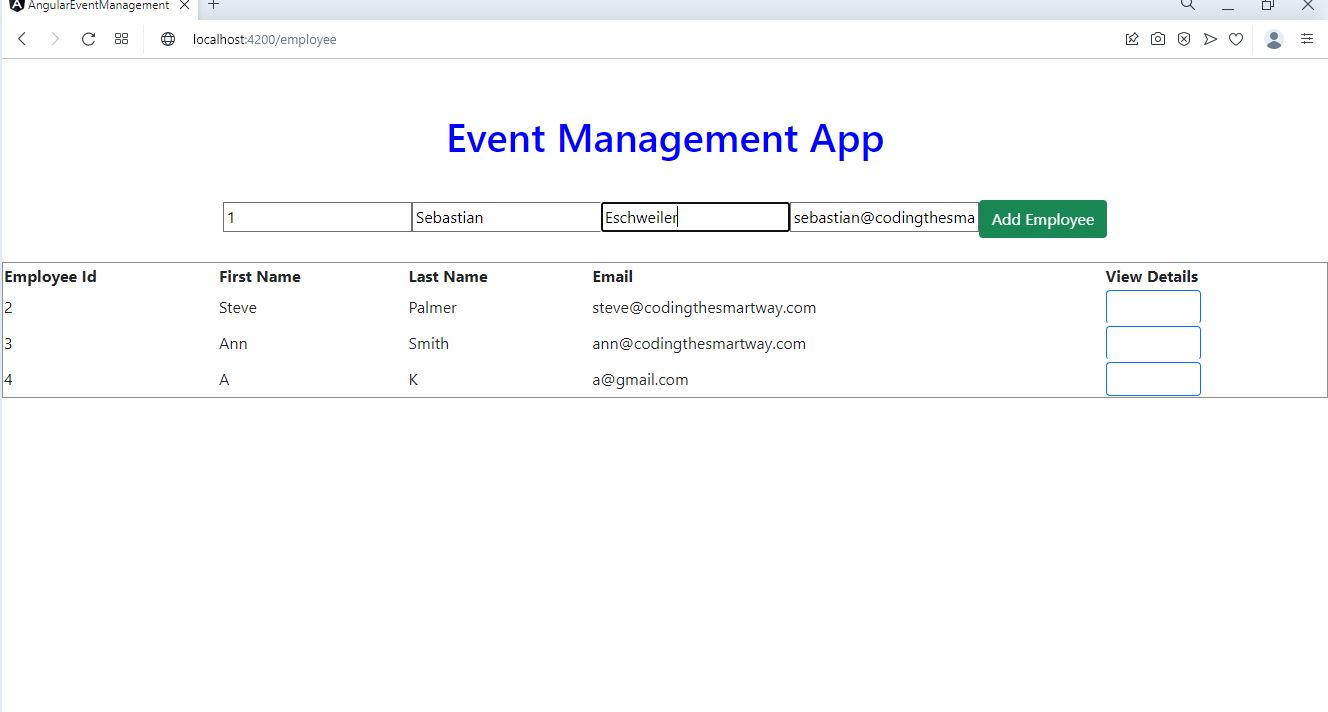 AngularEventManagement
localhost:4200/employee
Event Management App
1 Sebastian Eschweiler sebastian@codingthesma Add Employee
Employee Id First Name Last Name Email View Details
2 Steve Palmer steve@codingthesmartway.com
3 Ann Smith ann@codingthesmartway.com
4 A K a@gmail.com